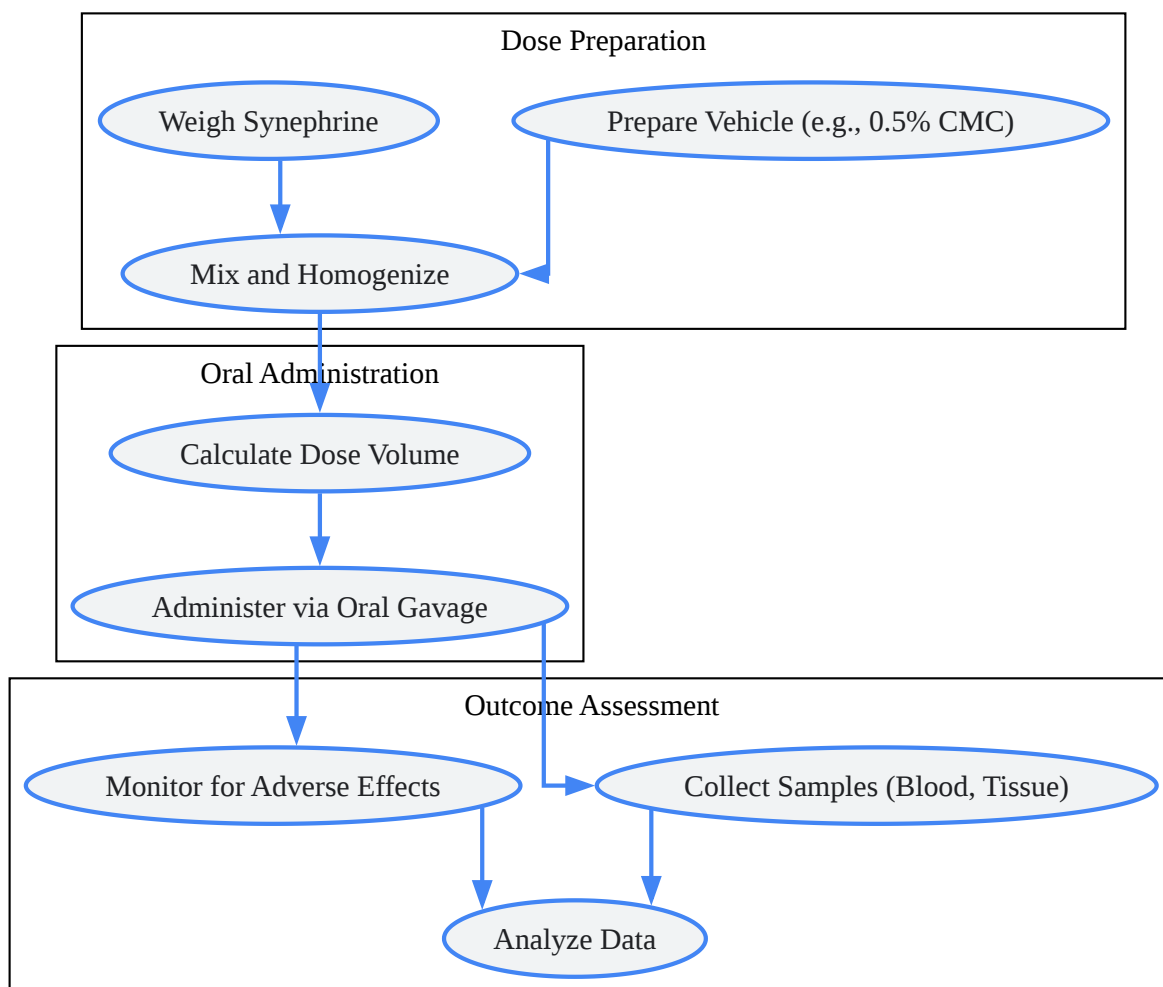 Dose Preparation
Weigh Synephrine
Prepare Vehicle (e.g., 0.5% CMC)
Mix and Homogenize
Oral Administration
Calculate Dose Volume
Administer via Oral Gavage
Outcome Assessment
Monitor for Adverse Effects
Collect Samples (Blood, Tissue)
Analyze Data